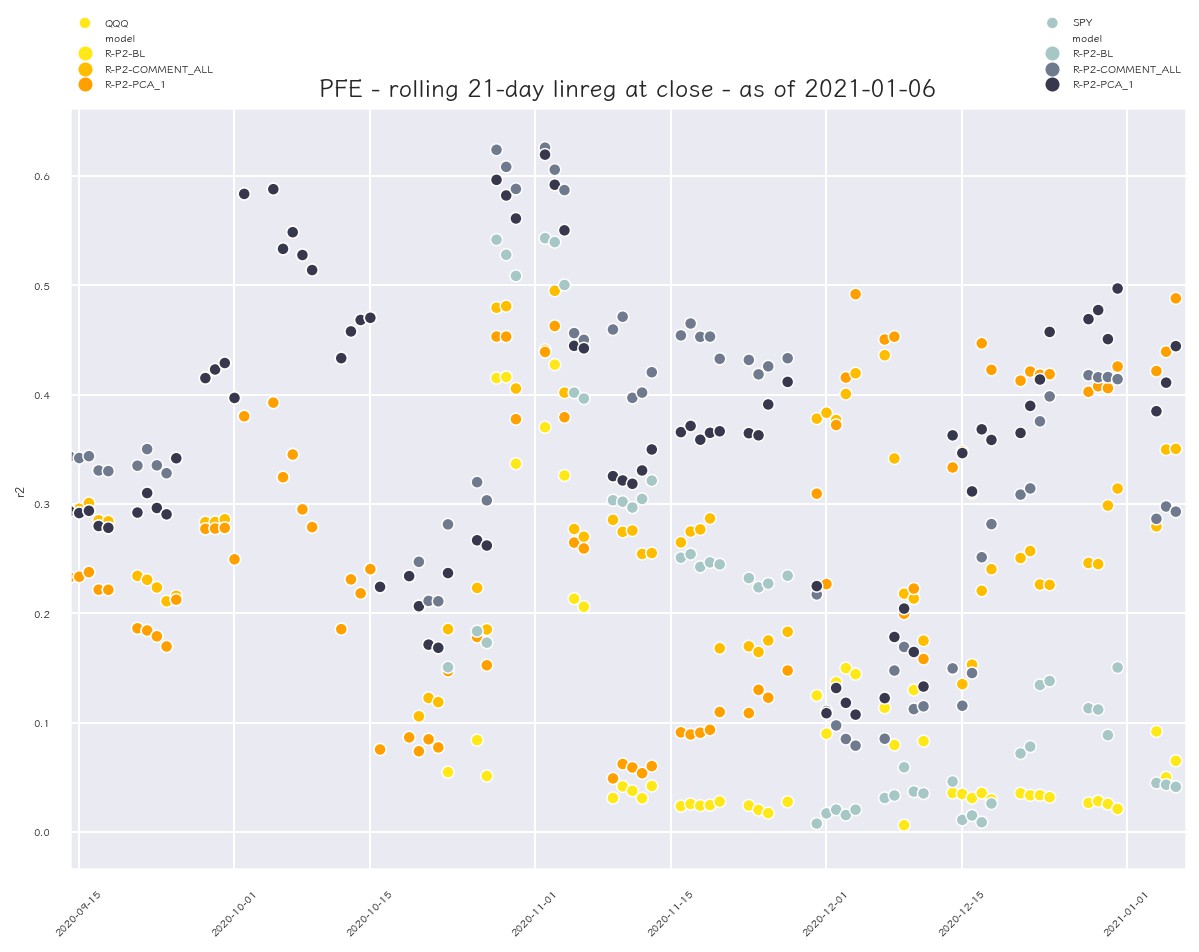 QQQ
model
R-P2-BL
R-P2-COMMENT_ALL
R-P2-PCA_1
SPY
model
R-P2-BL
R-P2-COMMENT_ALL
R-P2-PCA_1
PFE - rolling 21-day linreg at close - as of 2021-01-06
r2
0.6
0.5
0.4
0.3
0.2
0.1
0.0
2020-09-15
2020-10-01
2020-10-15
2020-11-01
2020-11-15
2020-12-01
2020-12-15
2021-01-01